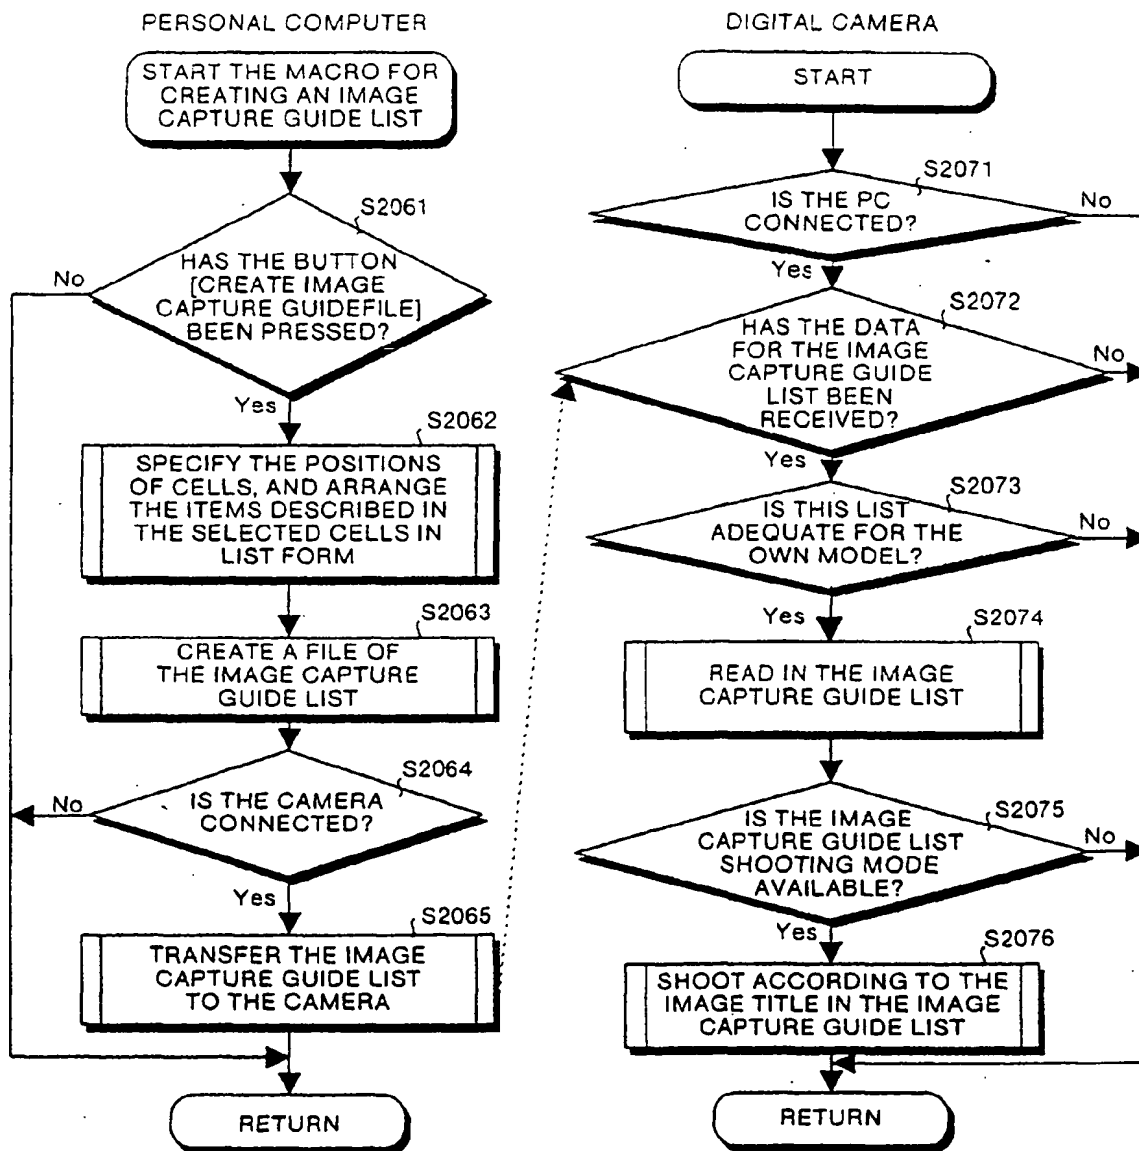 PERSONAL COMPUTER
START THE MACRO FOR
CREATING AN IMAGE
CAPTURE GUIDE LIST
S2061
No
HAS THE BUTTON
[CREATE IMAGE
CAPTURE GUIDEFILE]
BEEN PRESSED?
Yes
S2062
SPECIFY THE POSITIONS
OF CELLS, AND ARRANGE
THE ITEMS DESCRIBED IN
THE SELECTED CELLS IN
LIST FORM
S2063
CREATE A FILE OF
THE IMAGE CAPTURE
GUIDE LIST
S2064
No
IS THE CAMERA
CONNECTED?
Yes
S2065
TRANSFER THE IMAGE
CAPTURE GUIDE LIST
TO THE CAMERA
RETURN
DIGITAL CAMERA
START
S2071
IS THE PC
CONNECTED?
No
Yes
S2072
HAS THE DATA
FOR THE IMAGE
CAPTURE GUIDE
LIST BEEN
RECEIVED?
No
Yes
S2073
IS THIS LIST
ADEQUATE FOR THE
OWN MODEL?
No
Yes
S2074
READ IN THE IMAGE
CAPTURE GUIDE LIST
S2075
IS THE IMAGE
CAPTURE GUIDE LIST
SHOOTING MODE
AVAILABLE?
No
Yes
S2076
SHOOT ACCORDING TO THE
IMAGE TITLE IN THE IMAGE
CAPTURE GUIDE LIST
RETURN